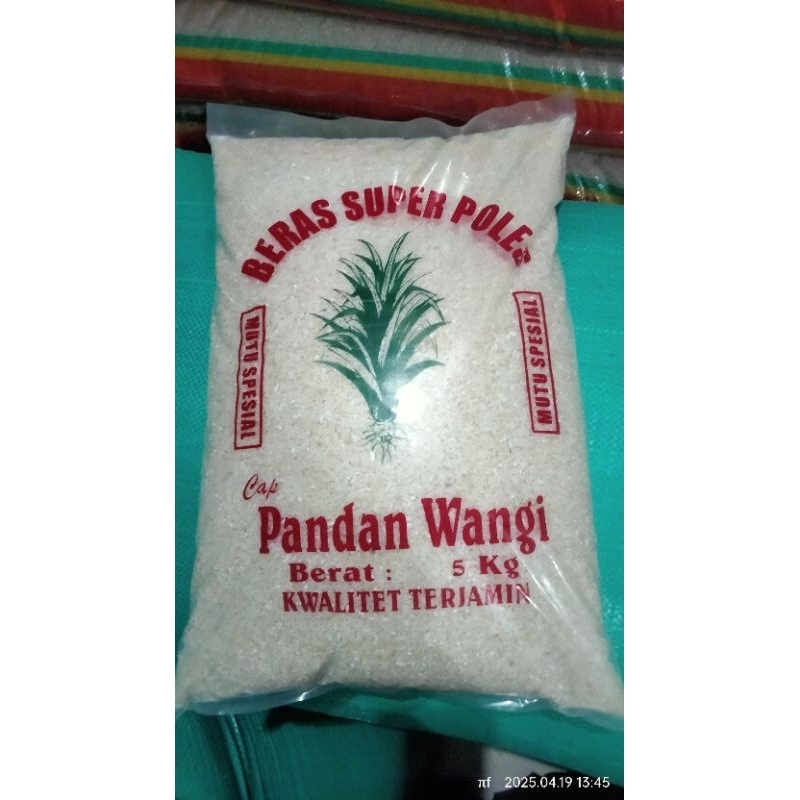 BERAS SUPER POLES
MUTU SPESIAL
MUTU SPESIAL
Cap
Pandan Wangi
Berat : 5 Kg
KWALITET TERJAMIN
πf 2025.04.19 13:45